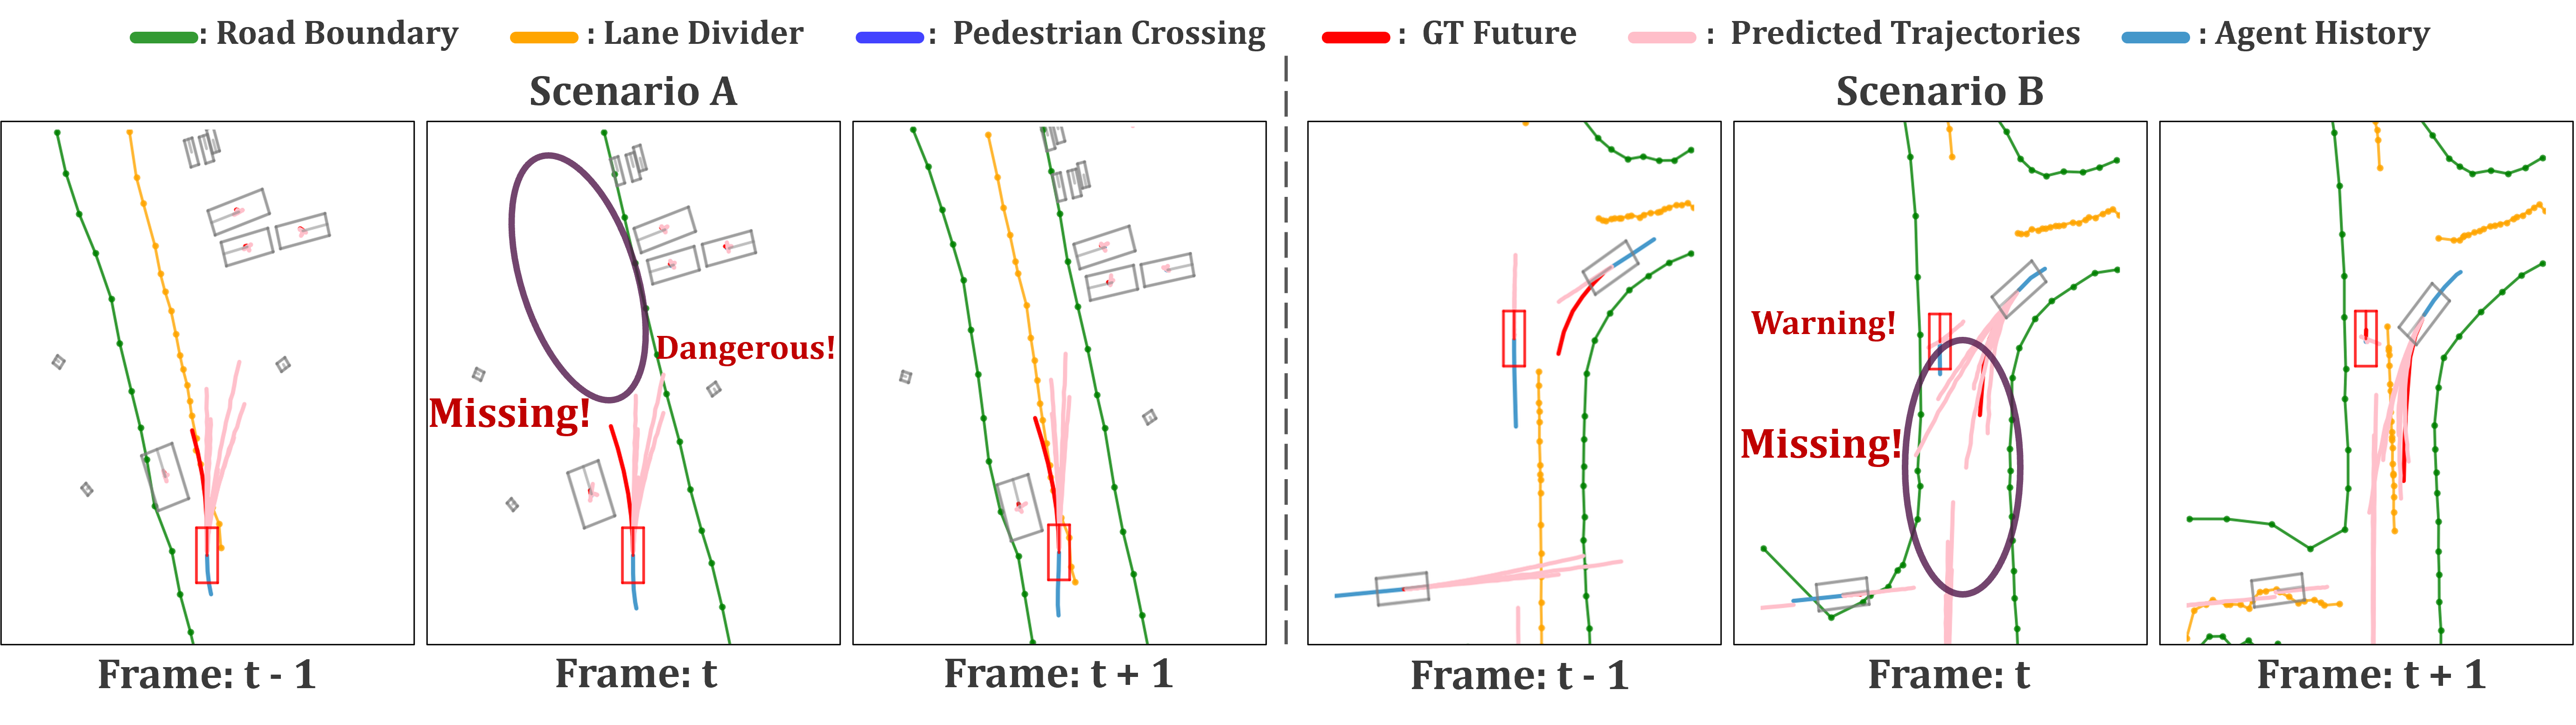 : Road Boundary : Lane Divider : Pedestrian Crossing : GT Future : Predicted Trajectories : Agent History
Scenario A
Scenario B
Dangerous!
Missing!
Warning!
Missing!
Frame: t - 1
Frame: t
Frame: t + 1
Frame: t - 1
Frame: t
Frame: t + 1